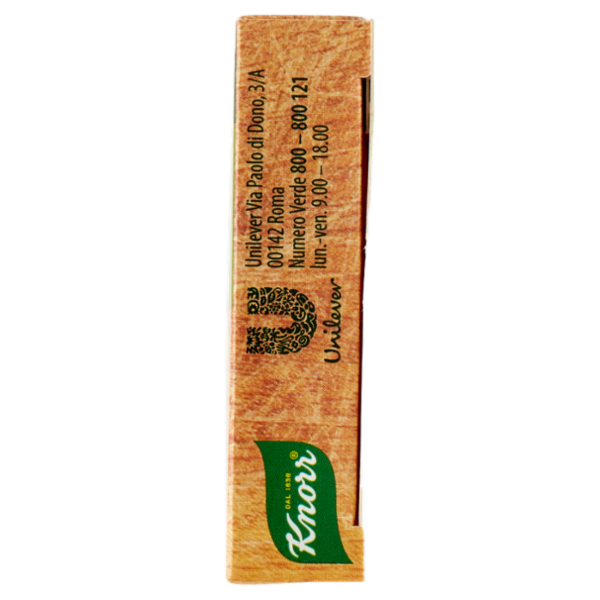 DAL 1838
Knorr®
Unilever
Unilever Via Paolo di Dono, 3/A
00142 Roma
Numero Verde 800 – 800 121
lun.-ven. 9.00 – 18.00